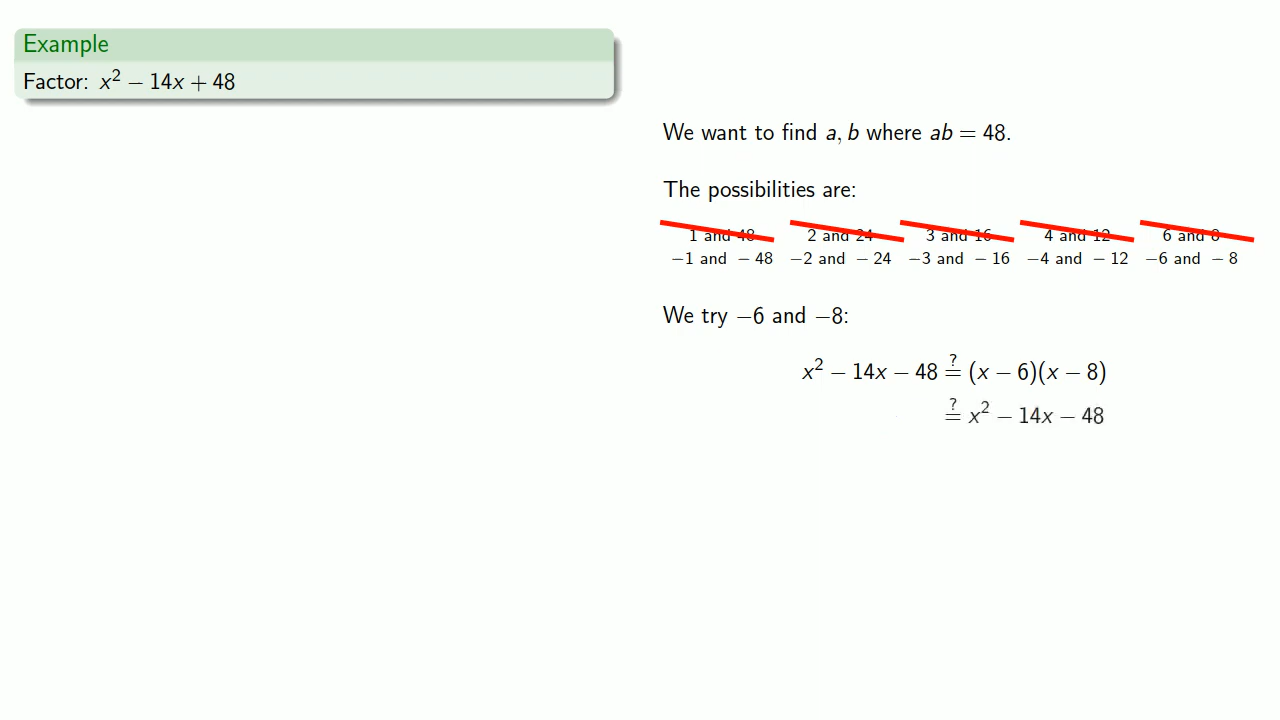 Example
Factor: x² − 14x + 48
We want to find a, b where ab = 48.
The possibilities are:
1 and 48 2 and 24 3 and 16 4 and 12 6 and 8
−1 and − 48 −2 and − 24 −3 and − 16 −4 and − 12 −6 and − 8
We try −6 and −8:
x² − 14x − 48 ≟ (x − 6)(x − 8)
≟ x² − 14x − 48